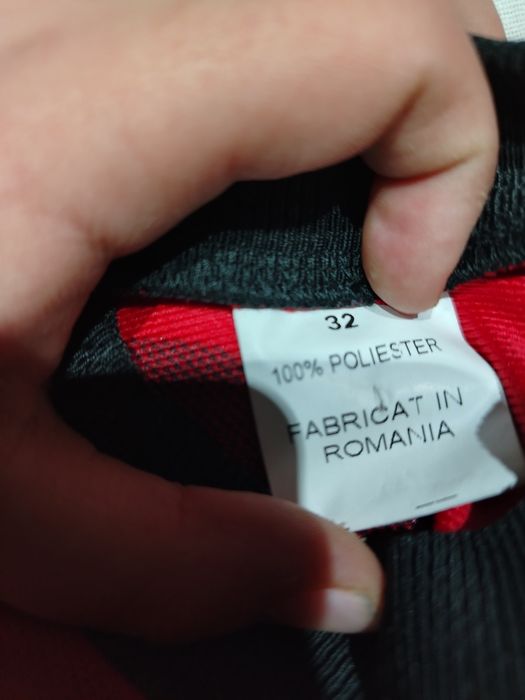 32
100% POLIESTER
FABRICAT IN
ROMANIA